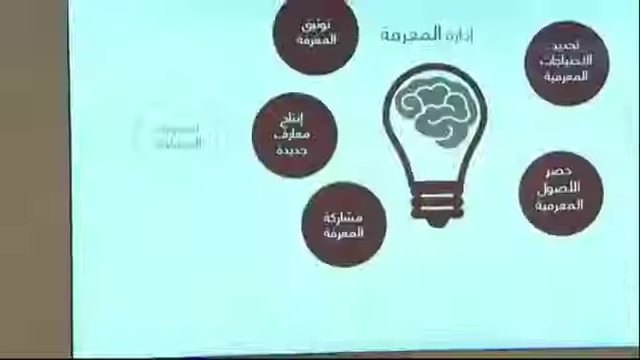 إدارة المعرفة
تحديد
الاحتياجات
المعرفية
حصر
الأصول
المعرفية
توثيق
المعرفة
إنتاج
معارف
جديدة
مشاركة
المعرفة